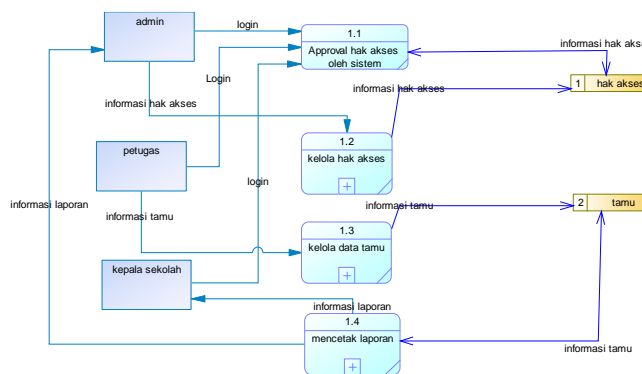 admin
login
1.1
Approval hak akses
oleh sistem
informasi hak akse
1
hak akses
Login
informasi hak akses
informasi hak akses
1.2
kelola hak akses
petugas
login
informasi laporan
informasi tamu
informasi tamu
2
tamu
1.3
kelola data tamu
kepala sekolah
informasi laporan
1.4
mencetak laporan
informasi tamu